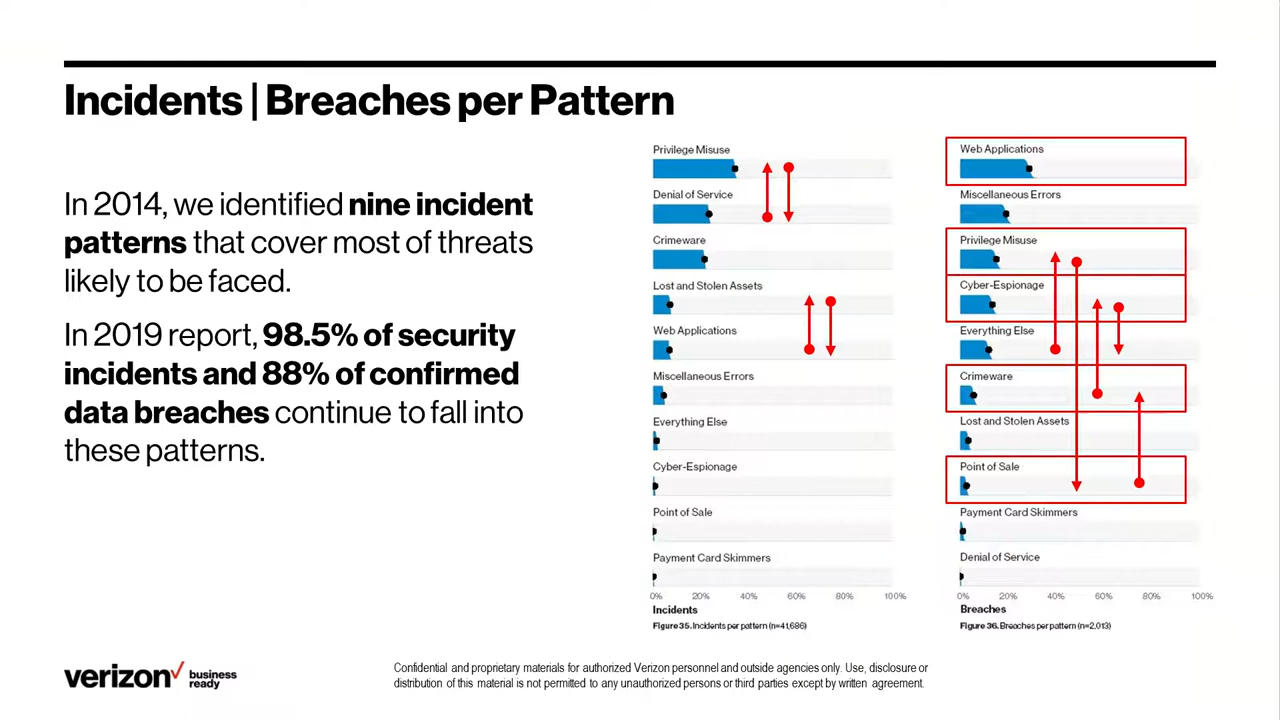 Incidents | Breaches per Pattern
In 2014, we identified nine incident
patterns that cover most of threats
likely to be faced.
In 2019 report, 98.5% of security
incidents and 88% of confirmed
data breaches continue to fall into
these patterns.
Privilege Misuse
Denial of Service
Crimeware
Lost and Stolen Assets
Web Applications
Miscellaneous Errors
Everything Else
Cyber-Espionage
Point of Sale
Payment Card Skimmers
0% 20% 40% 60% 80% 100%
Incidents
Figure 35. Incidents per pattern (n=41,686)
Web Applications
Miscellaneous Errors
Privilege Misuse
Cyber-Espionage
Everything Else
Crimeware
Lost and Stolen Assets
Point of Sale
Payment Card Skimmers
Denial of Service
0% 20% 40% 60% 80% 100%
Breaches
Figure 36. Breaches per pattern (n=2,013)
verizon business
ready
Confidential and proprietary materials for authorized Verizon personnel and outside agencies only. Use, disclosure or
distribution of this material is not permitted to any unauthorized persons or third parties except by written agreement.